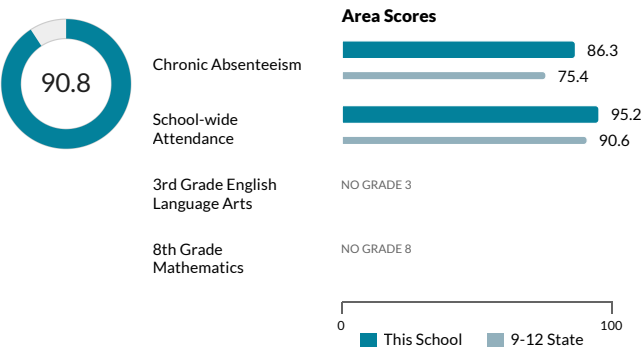 Area Scores
90.8
Chronic Absenteeism
86.3
75.4
School-wide
Attendance
95.2
90.6
3rd Grade English
Language Arts
NO GRADE 3
8th Grade
Mathematics
NO GRADE 8
0
100
This School
9-12 State